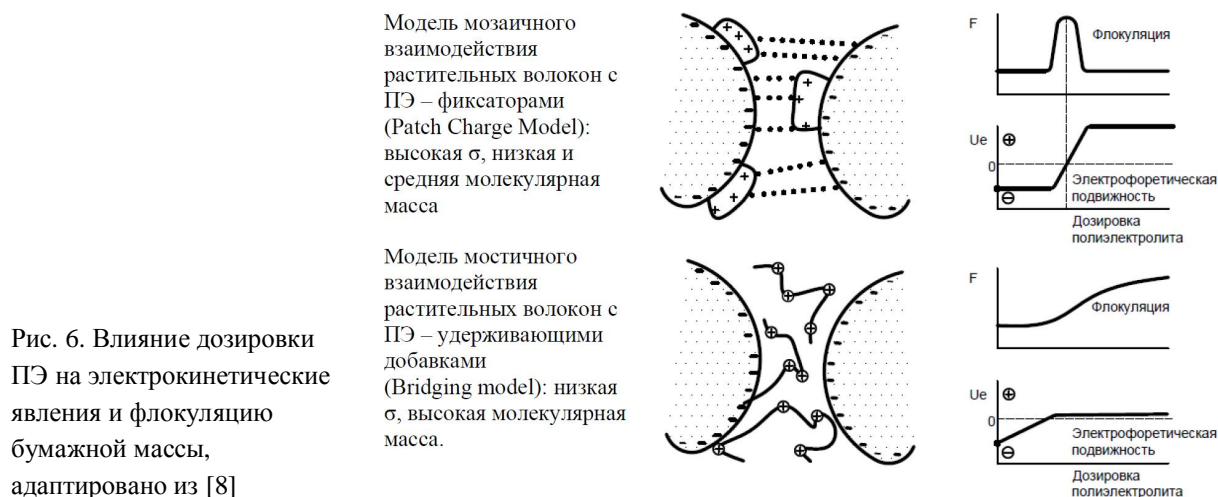 Модель мозаичного
взаимодействия
растительных волокон с
ПЭ – фиксаторами
(Patch Charge Model):
высокая σ, низкая и
средняя молекулярная
масса
F
Флокуляция
Ue
0
Электрофоретическая
подвижность
Дозировка
полиэлектролита
Модель мостичного
взаимодействия
растительных волокон с
ПЭ – удерживающими
добавками
(Bridging model): низкая
σ, высокая молекулярная
масса.
F
Флокуляция
Ue
0
Электрофоретическая
подвижность
Дозировка
полиэлектролита
Рис. 6. Влияние дозировки
ПЭ на электрокинетические
явления и флокуляцию
бумажной массы,
адаптировано из [8]